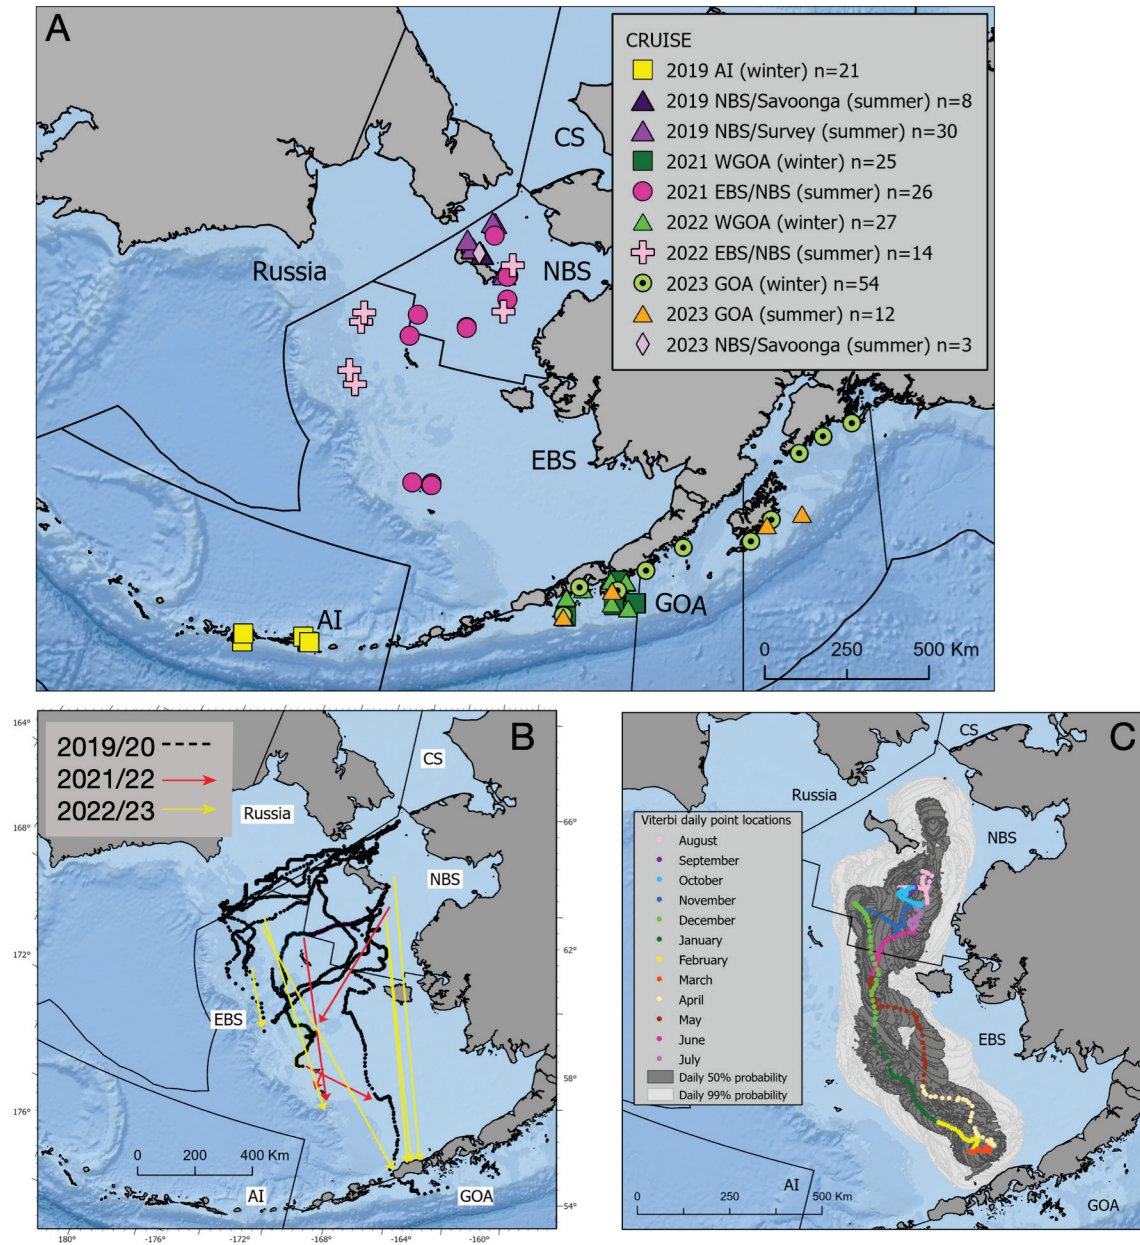 A
CRUISE
2019 AI (winter) n=21
2019 NBS/Savoonga (summer) n=8
2019 NBS/Survey (summer) n=30
2021 WGOA (winter) n=25
2021 EBS/NBS (summer) n=26
2022 WGOA (winter) n=27
2022 EBS/NBS (summer) n=14
2023 GOA (winter) n=54
2023 GOA (summer) n=12
2023 NBS/Savoonga (summer) n=3
CS
Russia
NBS
EBS
AI
GOA
0 250 500 Km
B
164°
168°
172°
176°
2019/20
2021/22
2022/23
CS
Russia
NBS
EBS
AI
GOA
66°
62°
58°
54°
0 200 400 Km
180° -176° -172° -168° -164° -160°
C
CS
Russia
NBS
Viterbi daily point locations
August
September
October
November
December
January
February
March
April
May
June
July
Daily 50% probability
Daily 99% probability
EBS
AI
GOA
0 250 500 Km